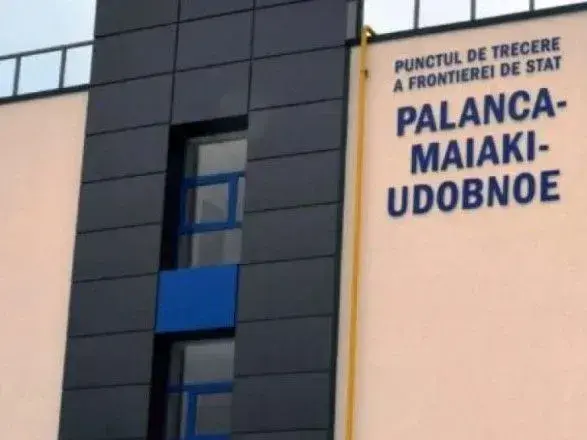 PUNCTUL DE TRECERE
A FRONTIEREI DE STAT
PALANCA-
MAIAKI-
UDOBNOE